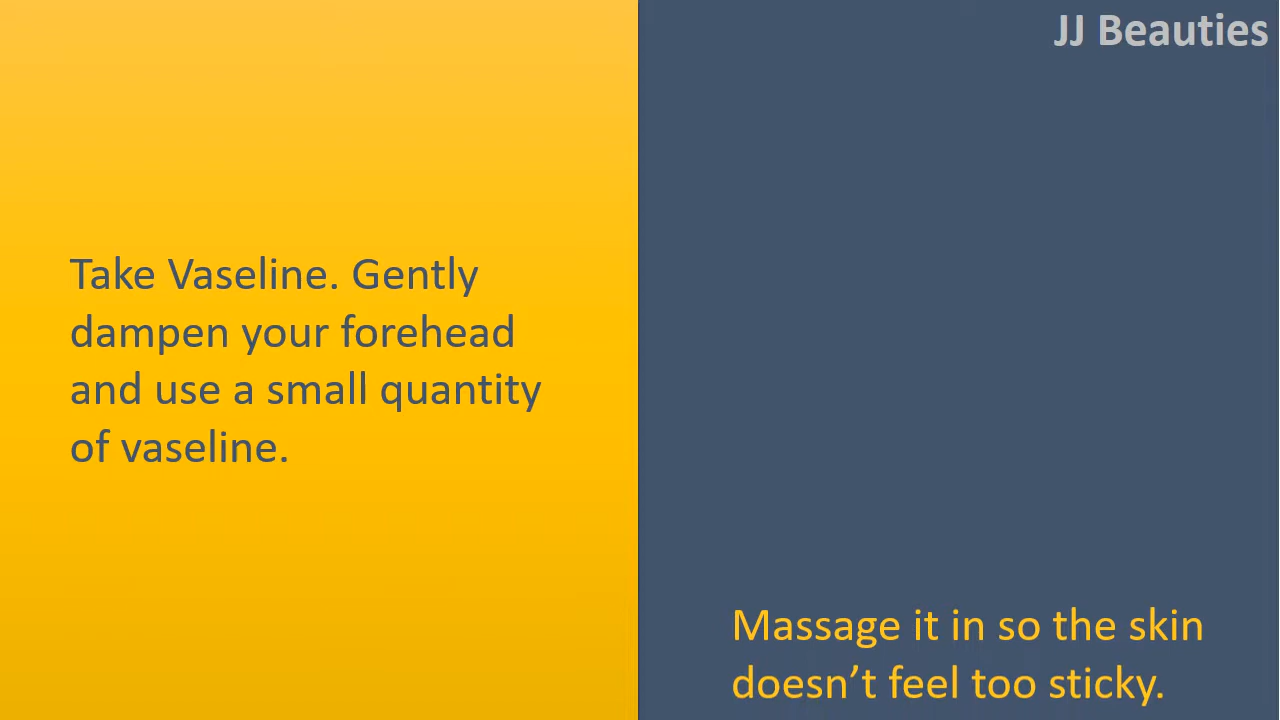 JJ Beauties
Take Vaseline. Gently
dampen your forehead
and use a small quantity
of vaseline.
Massage it in so the skin
doesn’t feel too sticky.